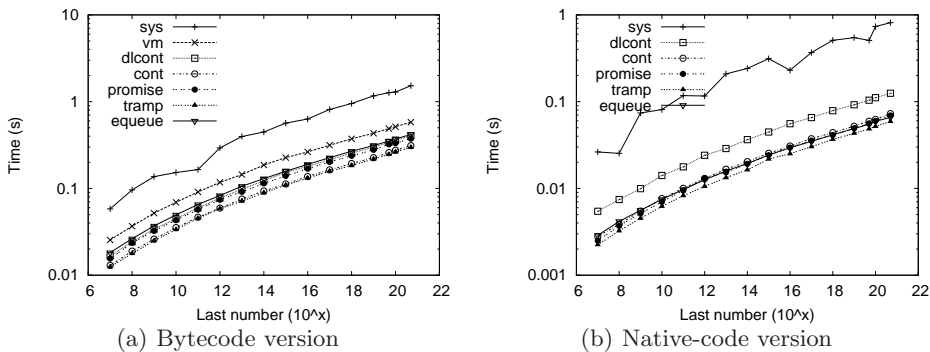 10
1
0.1
0.01
Time (s)
sys
vm
dlcont
cont
promise
tramp
equeue
6 8 10 12 14 16 18 20 22
Last number (10^x)
(a) Bytecode version
1
0.1
0.01
0.001
Time (s)
sys
dlcont
cont
promise
tramp
equeue
6 8 10 12 14 16 18 20 22
Last number (10^x)
(b) Native-code version